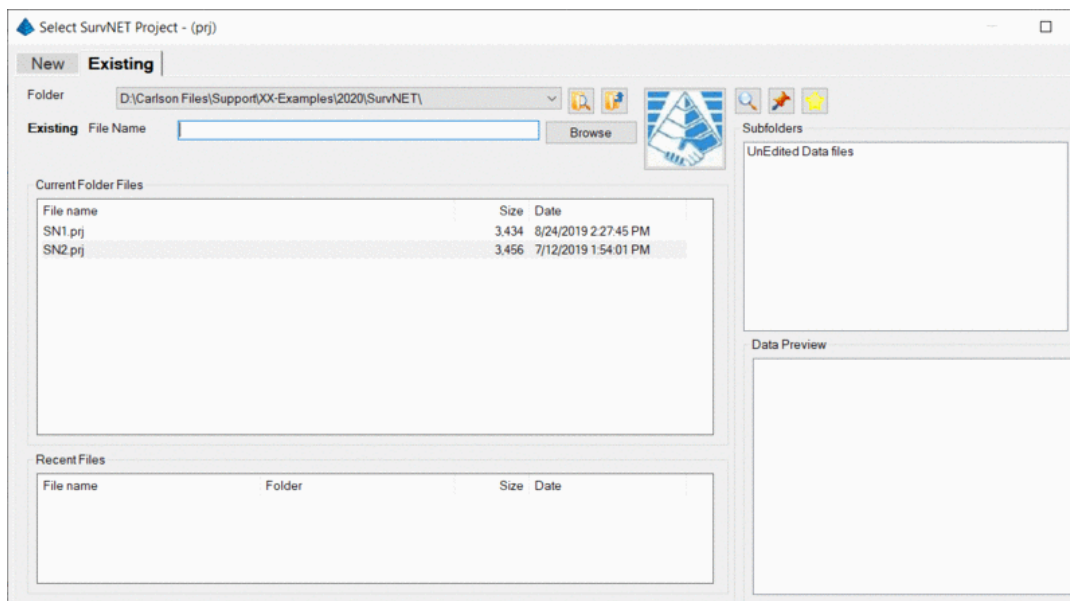 Select SurvNET Project - (prj)
New Existing
Folder D:\Carlson Files\Support\XX-Examples\2020\SurvNET\
Existing File Name Browse
Subfolders
UnEdited Data files
Current Folder Files
File name Size Date
SN1.prj 3,434 8/24/2019 2:27:45 PM
SN2.prj 3,456 7/12/2019 1:54:01 PM
Data Preview
Recent Files
File name Folder Size Date